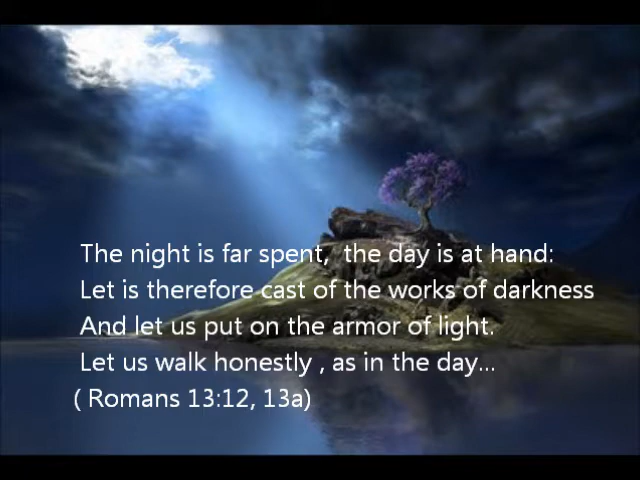 The night is far spent,  the day is at hand:
Let is therefore cast of the works of darkness
And let us put on the armor of light.
Let us walk honestly , as in the day...
( Romans 13:12, 13a)